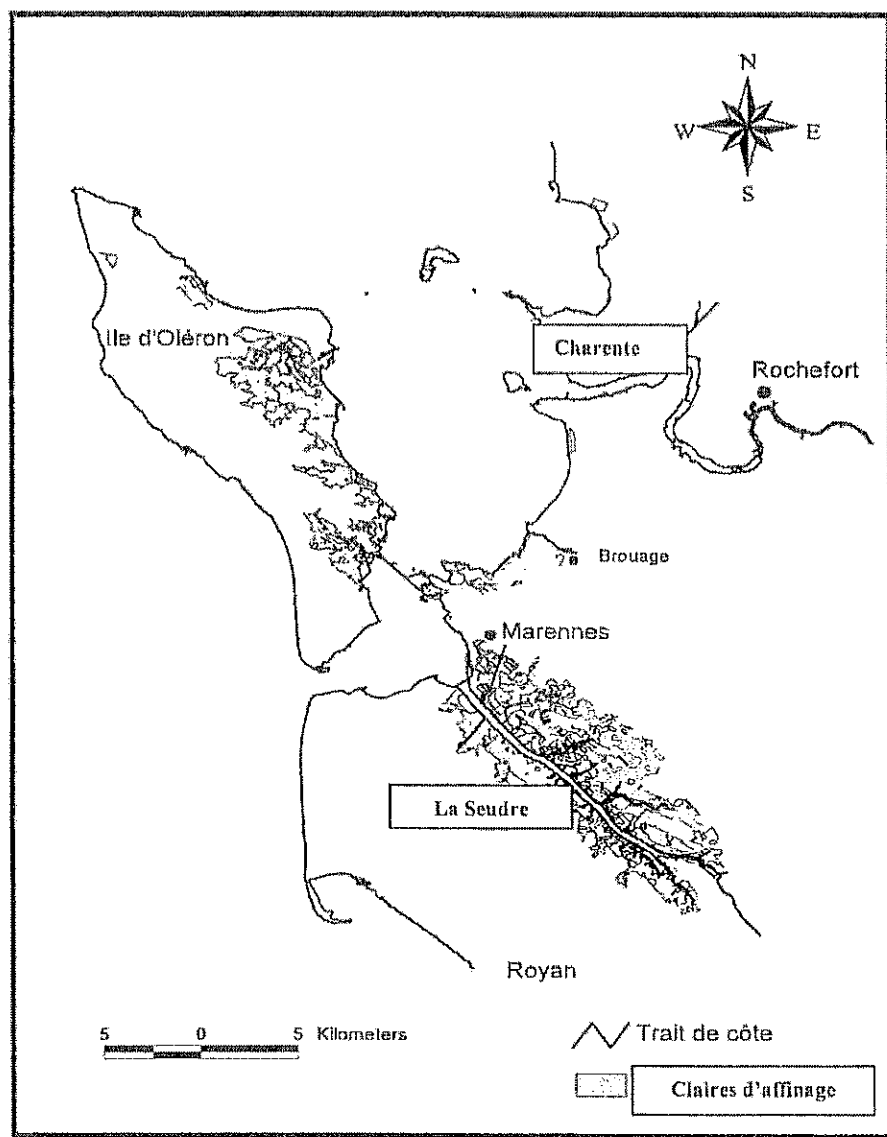 N
W E
S
Ile d'Oléron
Charente
Rochefort
Brouage
Marennes
La Seudre
Royan
5 0 5 Kilometers
Trait de côte
Claires d'affinage